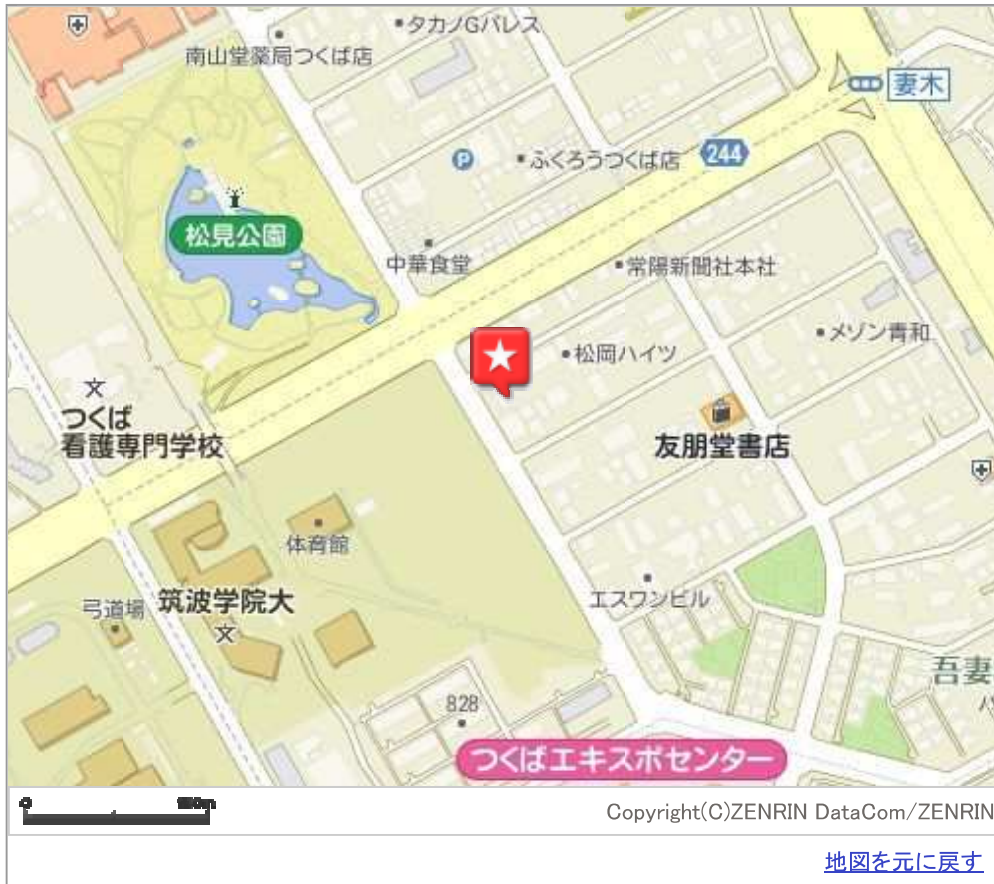 タカノGパレス
南山堂薬局つくば店
妻木
ふくろうつくば店
244
P
松見公園
中華食堂
常陽新聞社本社
メゾン青和
松岡ハイツ
つくば
看護専門学校
友朋堂書店
体育館
エスワンビル
弓道場
筑波学院大
吾妻
828
つくばエキスポセンター
0
Copyright(C)ZENRIN DataCom/ZENRIN
地図を元に戻す